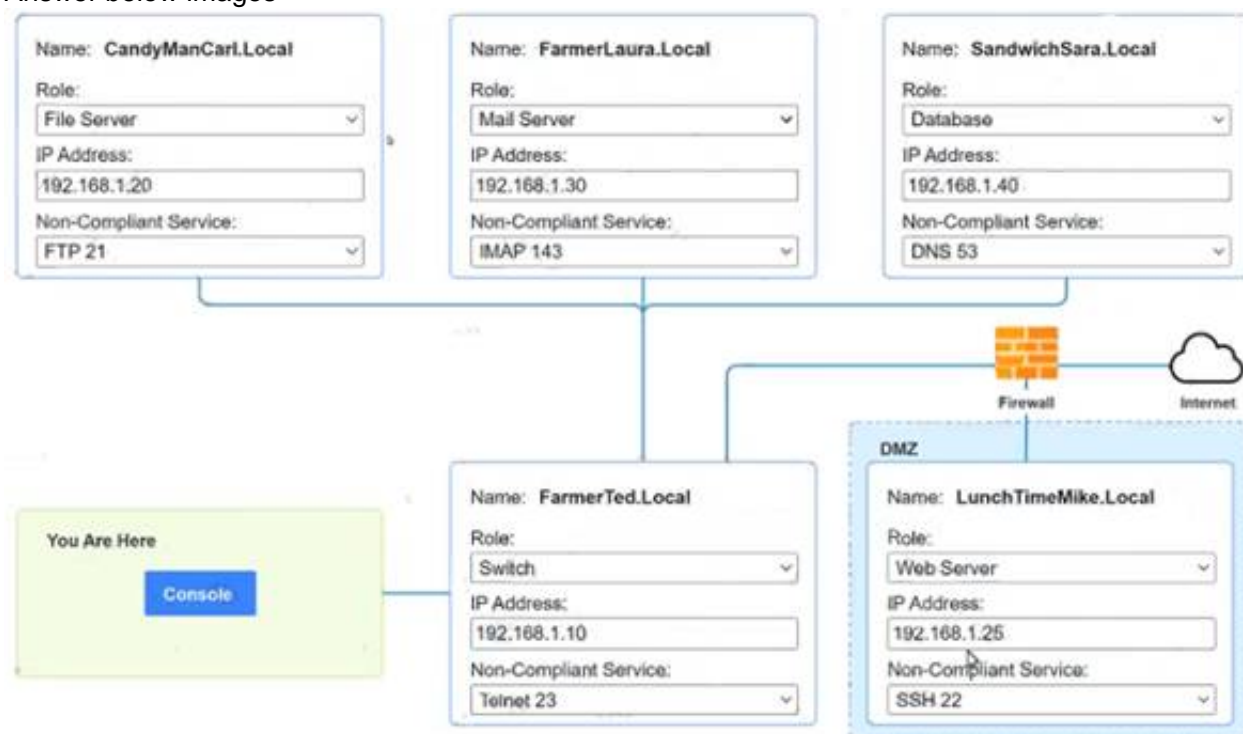 Answer below images
Name: CandyManCarl.Local
Role:
File Server
IP Address:
192.168.1.20
Non-Compliant Service:
FTP 21
Name: FarmerLaura.Local
Role:
Mail Server
IP Address:
192.168.1.30
Non-Compliant Service:
IMAP 143
Name: SandwichSara.Local
Role:
Database
IP Address:
192.168.1.40
Non-Compliant Service:
DNS 53
Firewall
Internet
You Are Here
Console
Name: FarmerTed.Local
Role:
Switch
IP Address:
192.168.1.10
Non-Compliant Service:
Telnet 23
DMZ
Name: LunchTimeMike.Local
Role:
Web Server
IP Address:
192.168.1.25
Non-Compliant Service:
SSH 22